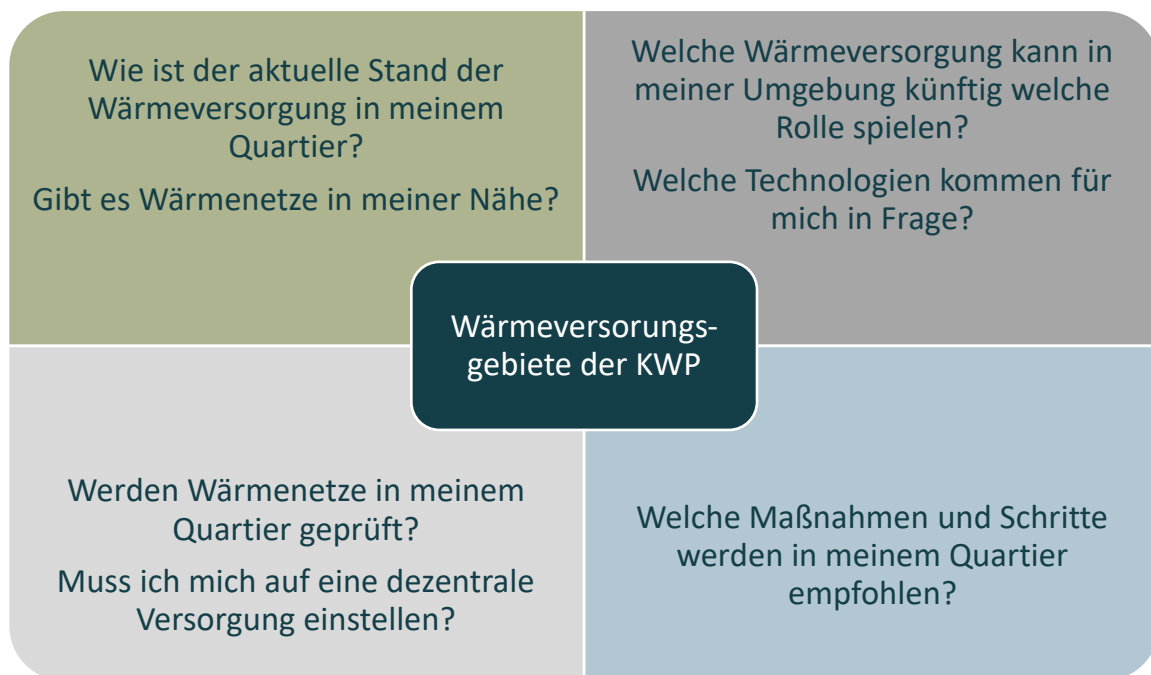 Wie ist der aktuelle Stand der
Wärmeversorgung in meinem
Quartier?
Gibt es Wärmenetze in meiner Nähe?
Welche Wärmeversorgung kann in
meiner Umgebung künftig welche
Rolle spielen?
Welche Technologien kommen für
mich in Frage?
Wärmeversorungs-
gebiete der KWP
Werden Wärmenetze in meinem
Quartier geprüft?
Muss ich mich auf eine dezentrale
Versorgung einstellen?
Welche Maßnahmen und Schritte
werden in meinem Quartier
empfohlen?